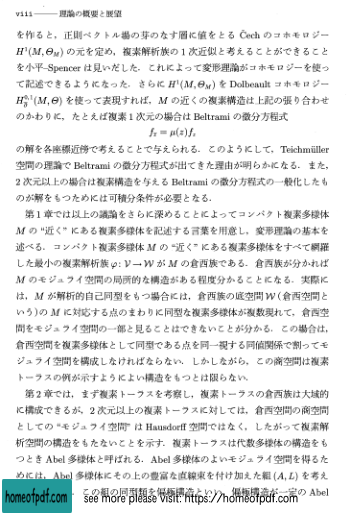 viii——理論の概要と展望
を作ると，正則ベクトル場の芽のなす層に値をとる Čech のコホモロジー
H¹(M, Θ_M) の元を定め，複素解析族の 1 次近似と考えることができること
を小平–Spencer は見いだした．これによって変形理論がコホモロジーを使っ
て記述できるようになった．さらに H¹(M, Θ_M) を Dolbeault コホモロジー
を使って表現すれば，M の近くの複素構造は上記の張り合わせ
のかわりに，たとえば複素 1 次元の場合は Beltrami の微分方程式
の解を各座標近傍で考えることで与えられる．このようにして，Teichmüller
空間の理論で Beltrami の微分方程式が出てきた理由が明らかになる．また，
2 次元以上の場合は複素構造を与える Beltrami の微分方程式の一般化したも
のが解をもつためには可積分条件が必要となる．
第 1 章では以上の議論をさらに深めることによってコンパクト複素多様体
M の “近く” にある複素多様体を記述する言葉を用意し，変形理論の基本を
述べる．コンパクト複素多様体 M の “近く” にある複素多様体をすべて網羅
した最小の複素解析族 φ: V → W が M の倉西族である．倉西族が分かれば
M のモジュライ空間の局所的な構造がある程度分かることになる．実際に
は，M が解析的自己同型をもつ場合には，倉西族の底空間 W (倉西空間と
いう) の M に対応する点のまわりに同型な複素多様体が複数現れて，倉西空
間をモジュライ空間の一部と見ることはできないことが分かる．この場合は，
倉西空間を複素多様体として同型である点を同一視する同値関係で割ってモ
ジュライ空間を構成しなければならない．しかしながら，この商空間は複素
トーラスの例が示すようによい構造をもつとは限らない．
第 2 章では，まず複素トーラスを考察し，複素トーラスの倉西族は大域的
に構成できるが，2 次元以上の複素トーラスに対しては，倉西空間の商空間
としての “モジュライ空間” は Hausdorff 空間ではなく，したがって複素解
析空間の構造をもたないことを示す．複素トーラスは代数多様体の構造をも
つとき Abel 多様体と呼ばれる．Abel 多様体のよいモジュライ空間を得るた
めには，Abel 多様体にその上の豊富な直線束を付け加えた組 (A, L) を考え
この組の同型類を偏極構造といい，偏極構造が一定の Abel
homeofpdf.com see more please visit: https://homeofpdf.com